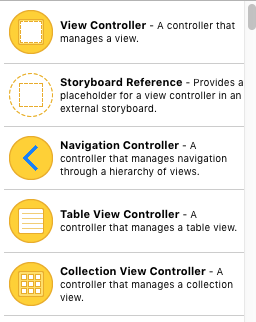 View Controller - A controller that
manages a view.
Storyboard Reference - Provides a
placeholder for a view controller in an
external storyboard.
Navigation Controller - A
controller that manages navigation
through a hierarchy of views.
Table View Controller - A
controller that manages a table view.
Collection View Controller - A
controller that manages a collection
view.